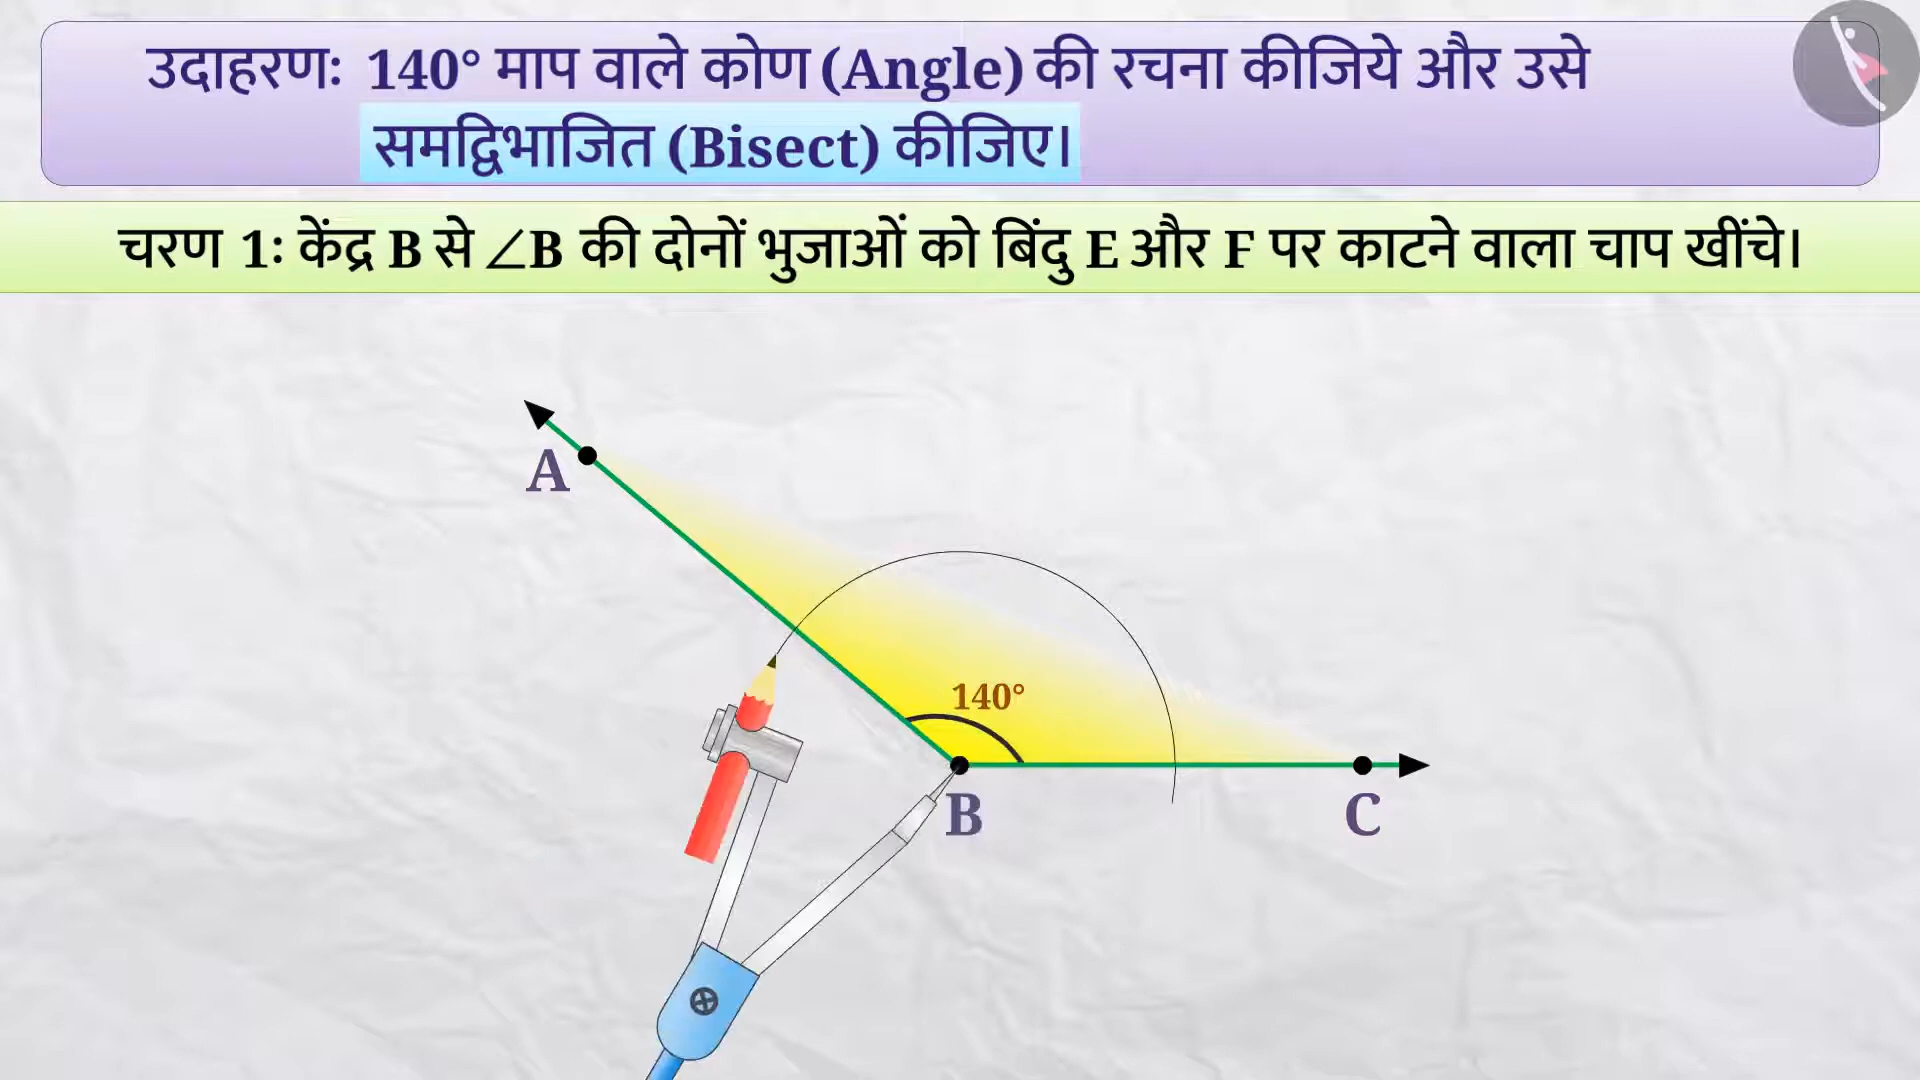 उदाहरणः 140° माप वाले कोण (Angle) की रचना कीजिये और उसे
समद्विभाजित (Bisect) कीजिए।
चरण 1ः केंद्र B से ∠B की दोनों भुजाओं को बिंदु E और F पर काटने वाला चाप खींचे।
A
140°
B
C